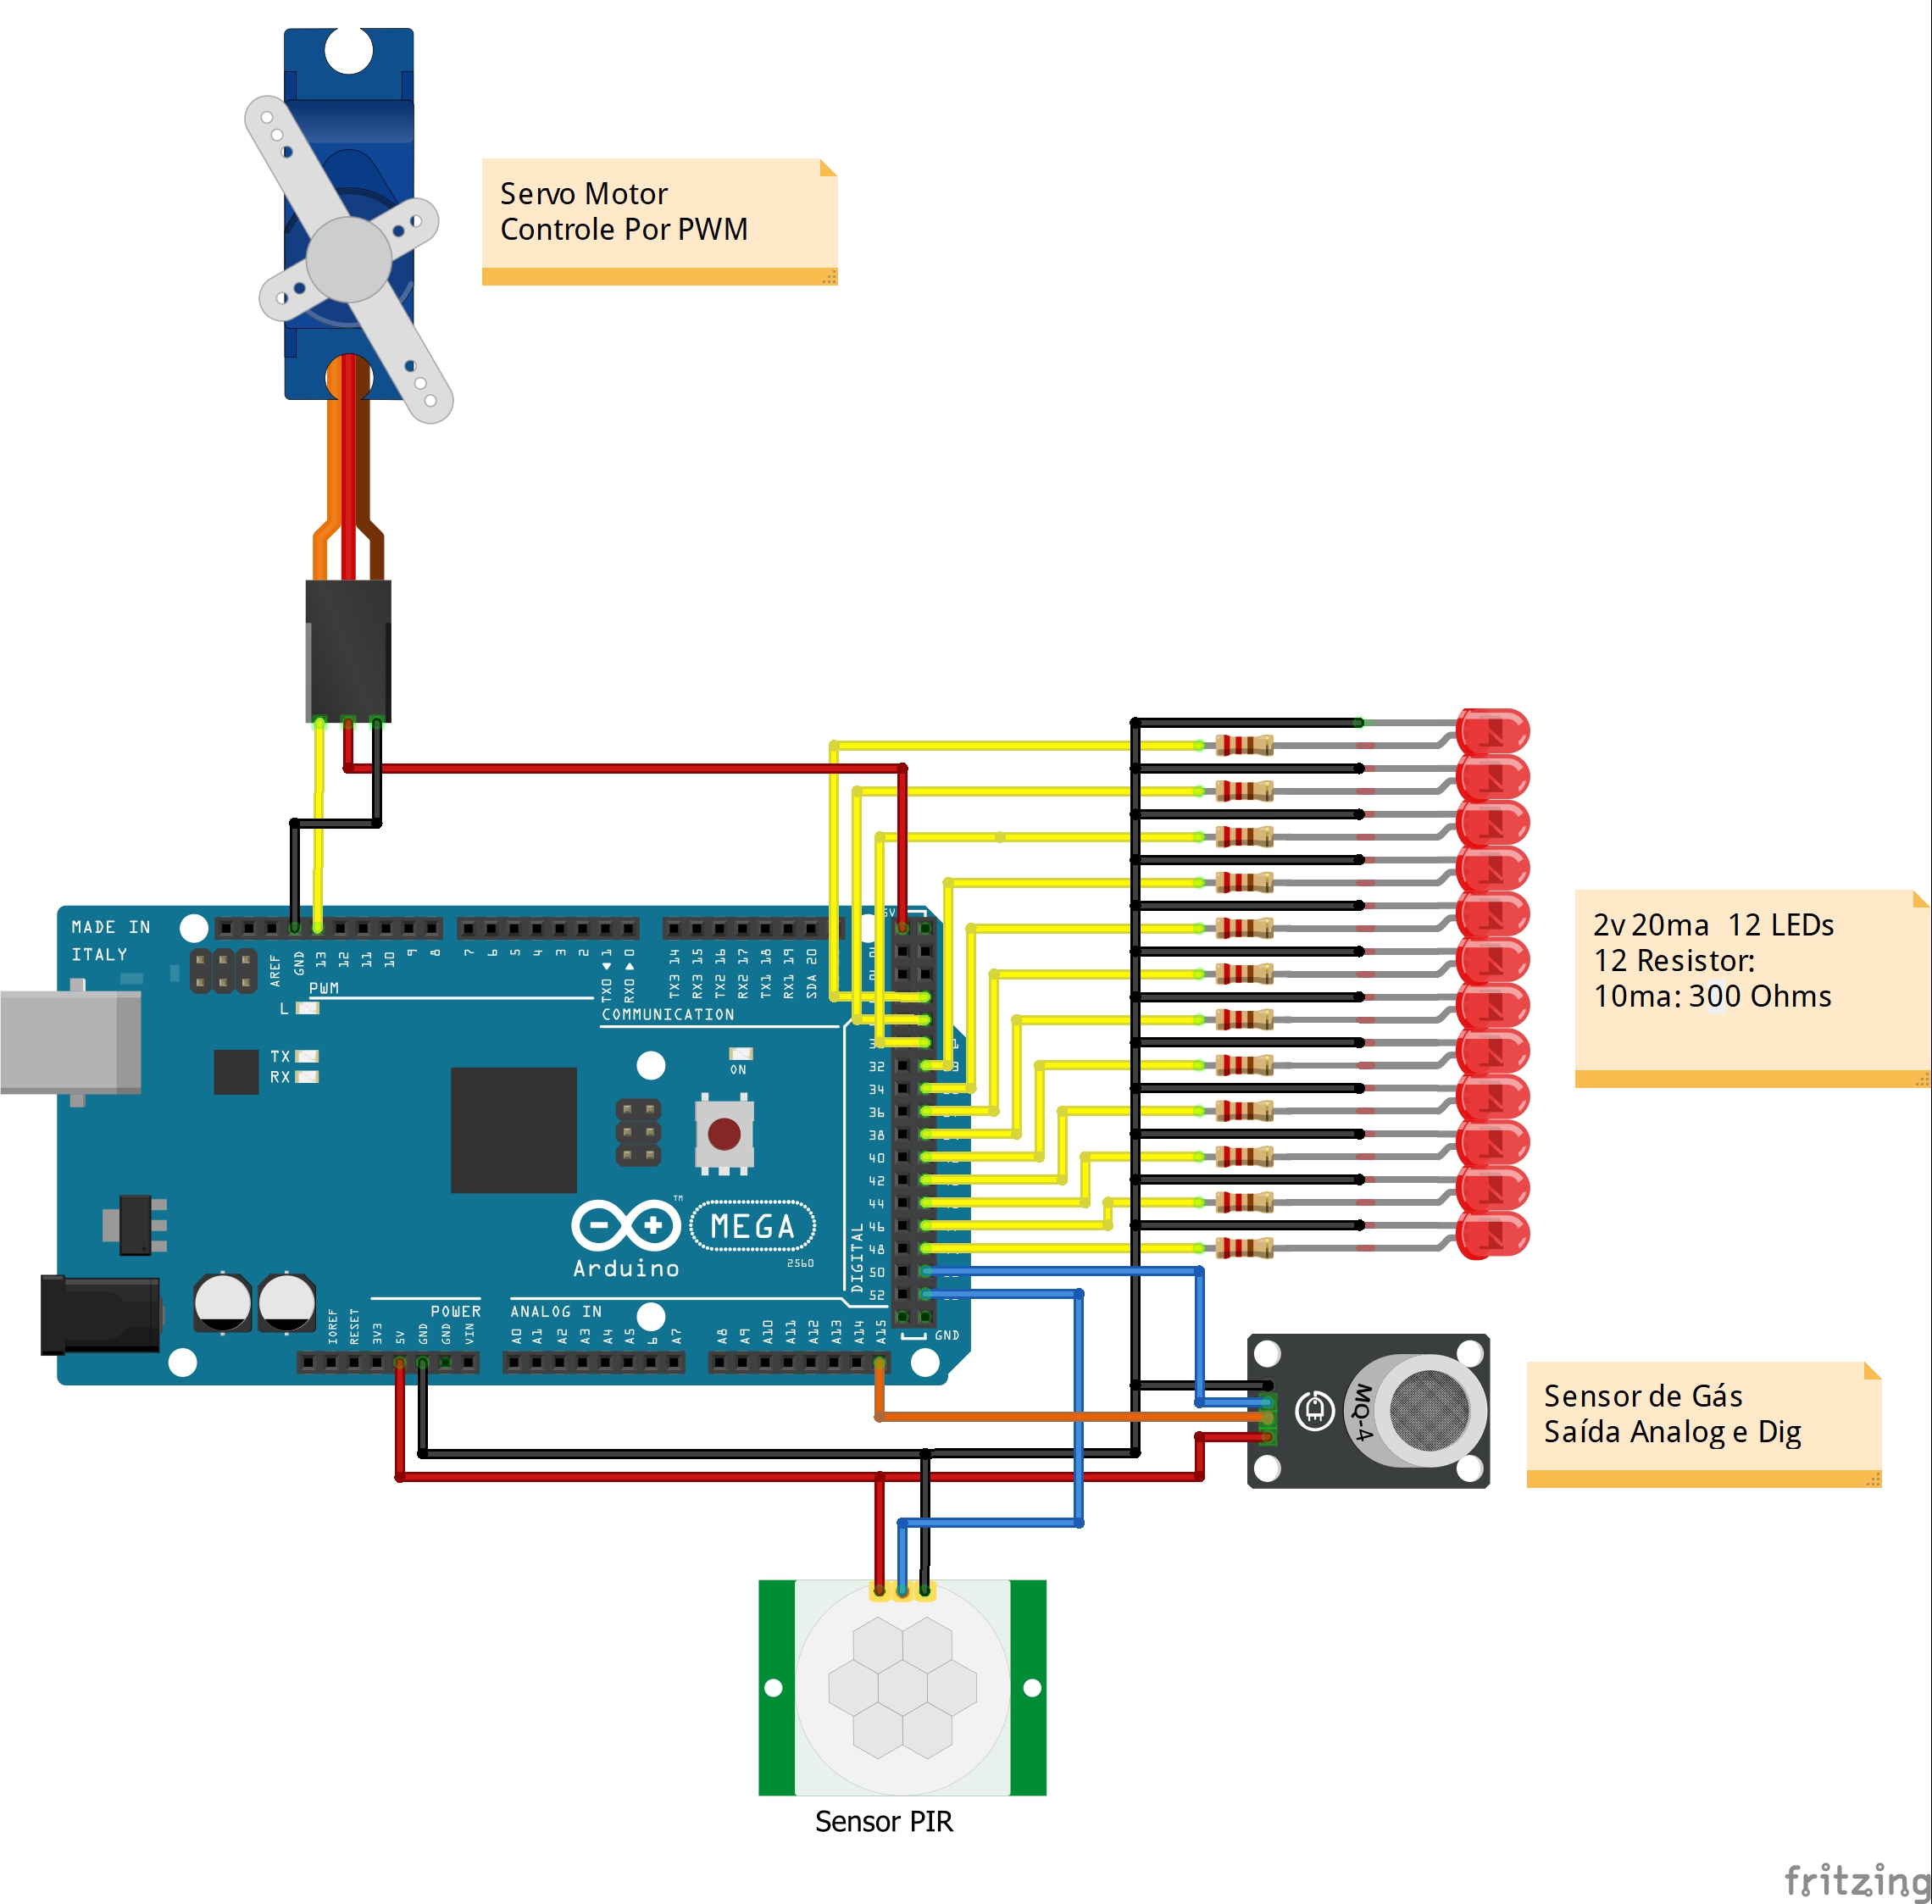 Servo Motor
Controle Por PWM
MADE IN
ITALY
AREF
GND
13
12
11
10
9
8
7
6
5
4
3
2
TX0 1
RX0 0
TX3 14
RX3 15
TX2 16
RX2 17
TX1 18
RX1 19
SDA 20
5V
PWM
L
COMMUNICATION
TX
RX
ON
32
34
36
38
40
42
44
46
48
50
52
DIGITAL
GND
TM
MEGA
2560
Arduino
POWER
ANALOG IN
IOREF
RESET
3V3
5V
GND
GND
VIN
A0
A1
A2
A3
A4
A5
6
A7
A8
A9
A10
A11
A12
A13
A14
A15
2v 20ma 12 LEDs
12 Resistor:
10ma: 300 Ohms
MQ-4
Sensor de Gás
Saída Analog e Dig
Sensor PIR
fritzing